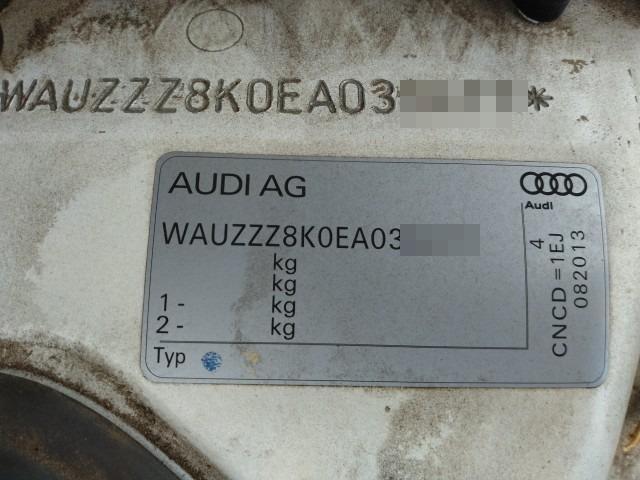 WAUZZZ8K0EA03
*
AUDI AG
Audi
WAUZZZ8K0EA03
kg
kg
1 - kg
2 - kg
Typ
4
CNCD = 1EJ
082013